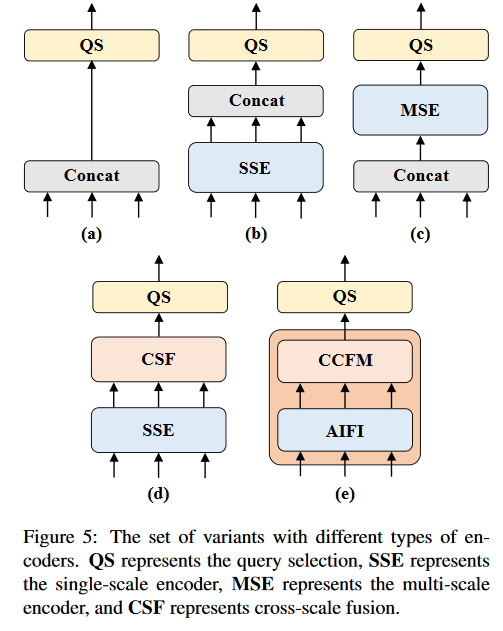 QS
Concat
(a)
QS
Concat
SSE
(b)
QS
MSE
Concat
(c)
QS
CSF
SSE
(d)
QS
CCFM
AIFI
(e)
Figure 5: The set of variants with different types of en-
coders. QS represents the query selection, SSE represents
the single-scale encoder, MSE represents the multi-scale
encoder, and CSF represents cross-scale fusion.